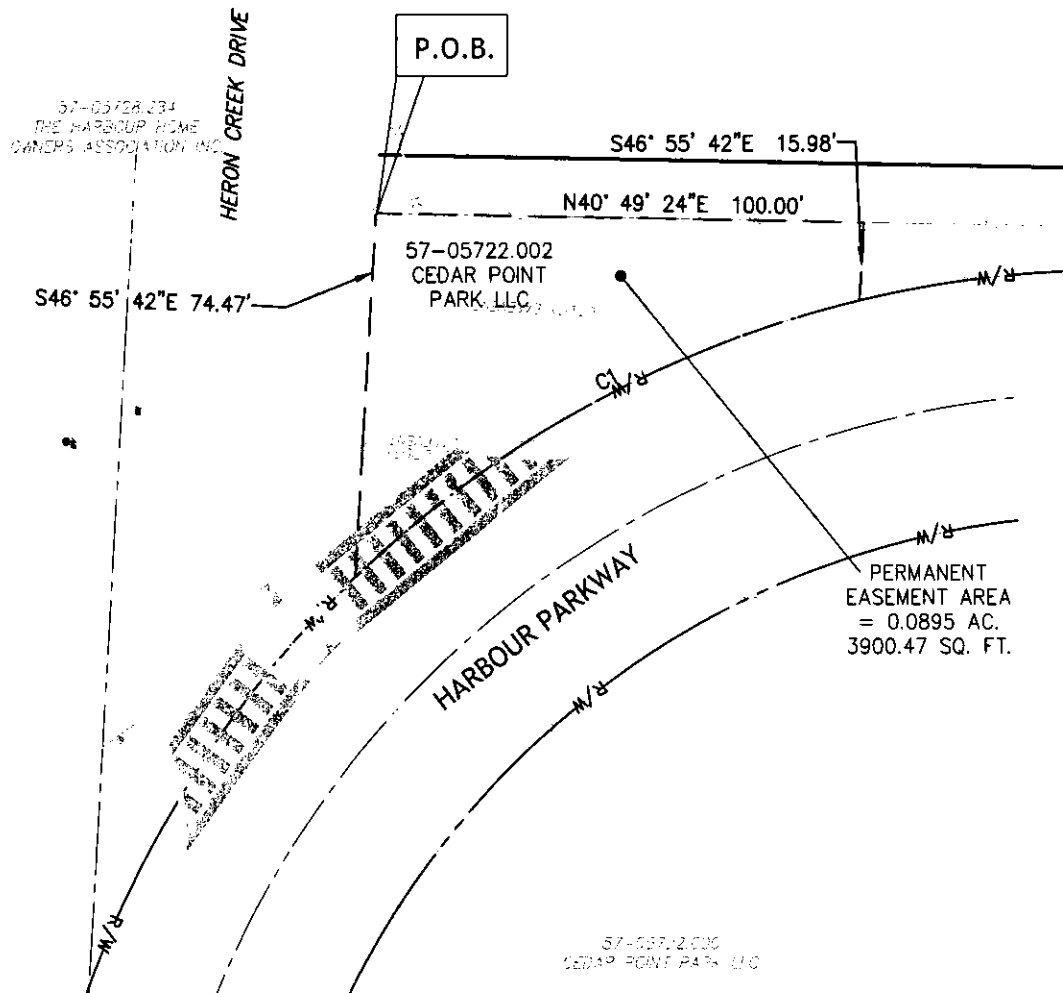 HERON CREEK DRIVE
P.O.B.
57-05728.234
THE HARBOUR HOME
OWNERS ASSOCIATION INC
S46° 55' 42"E 15.98'
N40° 49' 24"E 100.00'
57-05722.002
CEDAR POINT
PARK LLC
S46° 55' 42"E 74.47'
R/W
C1
R/W
R/W
PERMANENT
EASEMENT AREA
= 0.0895 AC.
3900.47 SQ. FT.
R/W
HARBOUR PARKWAY
R/W
R/W
CEDAR POINT PARK LLC